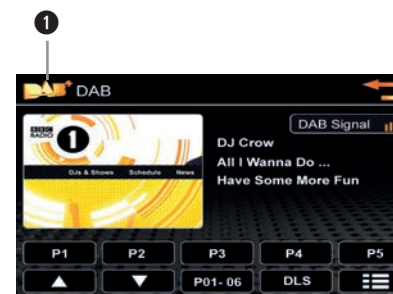 1
DAB+ DAB
DAB Signal
BBC
RADIO
1
DJs & Shows Schedule News
DJ Crow
All I Wanna Do ...
Have Some More Fun
P1 P2 P3 P4 P5
P01- 06 DLS